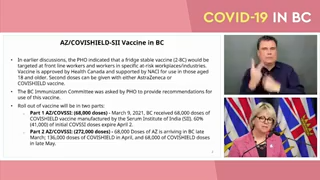 COVID-19 IN BC
AZ/COVISHIELD-SII Vaccine in BC
• In earlier discussions, the PHO indicated that a fridge stable vaccine (2-8C) would be
targeted at front line workers and workers in specific at-risk workplaces/industries.
Vaccine is approved by Health Canada and supported by NACI for use in those aged
18 and older. Second doses can be given with either AstraZeneca or
COVISHIELD vaccine.
• The BC Immunization Committee was asked by PHO to provide recommendations for
use of this vaccine.
• Roll out of vaccine will be in two parts:
• Part 1 AZ/COVISII: (68,000 doses) - March 9, 2021, BC received 68,000 doses of
COVISHIELD vaccine manufactured by the Serum Institute of India (SII), 60%
(41,000) of initial COVSII doses expire April 2.
• Part 2 AZ/COVSII: (272,000 doses) - 68,000 Doses of AZ is arriving in BC late
March; 136,000 doses of COVISHIELD in April, and 68,000 of COVISHIELD doses
in late May.